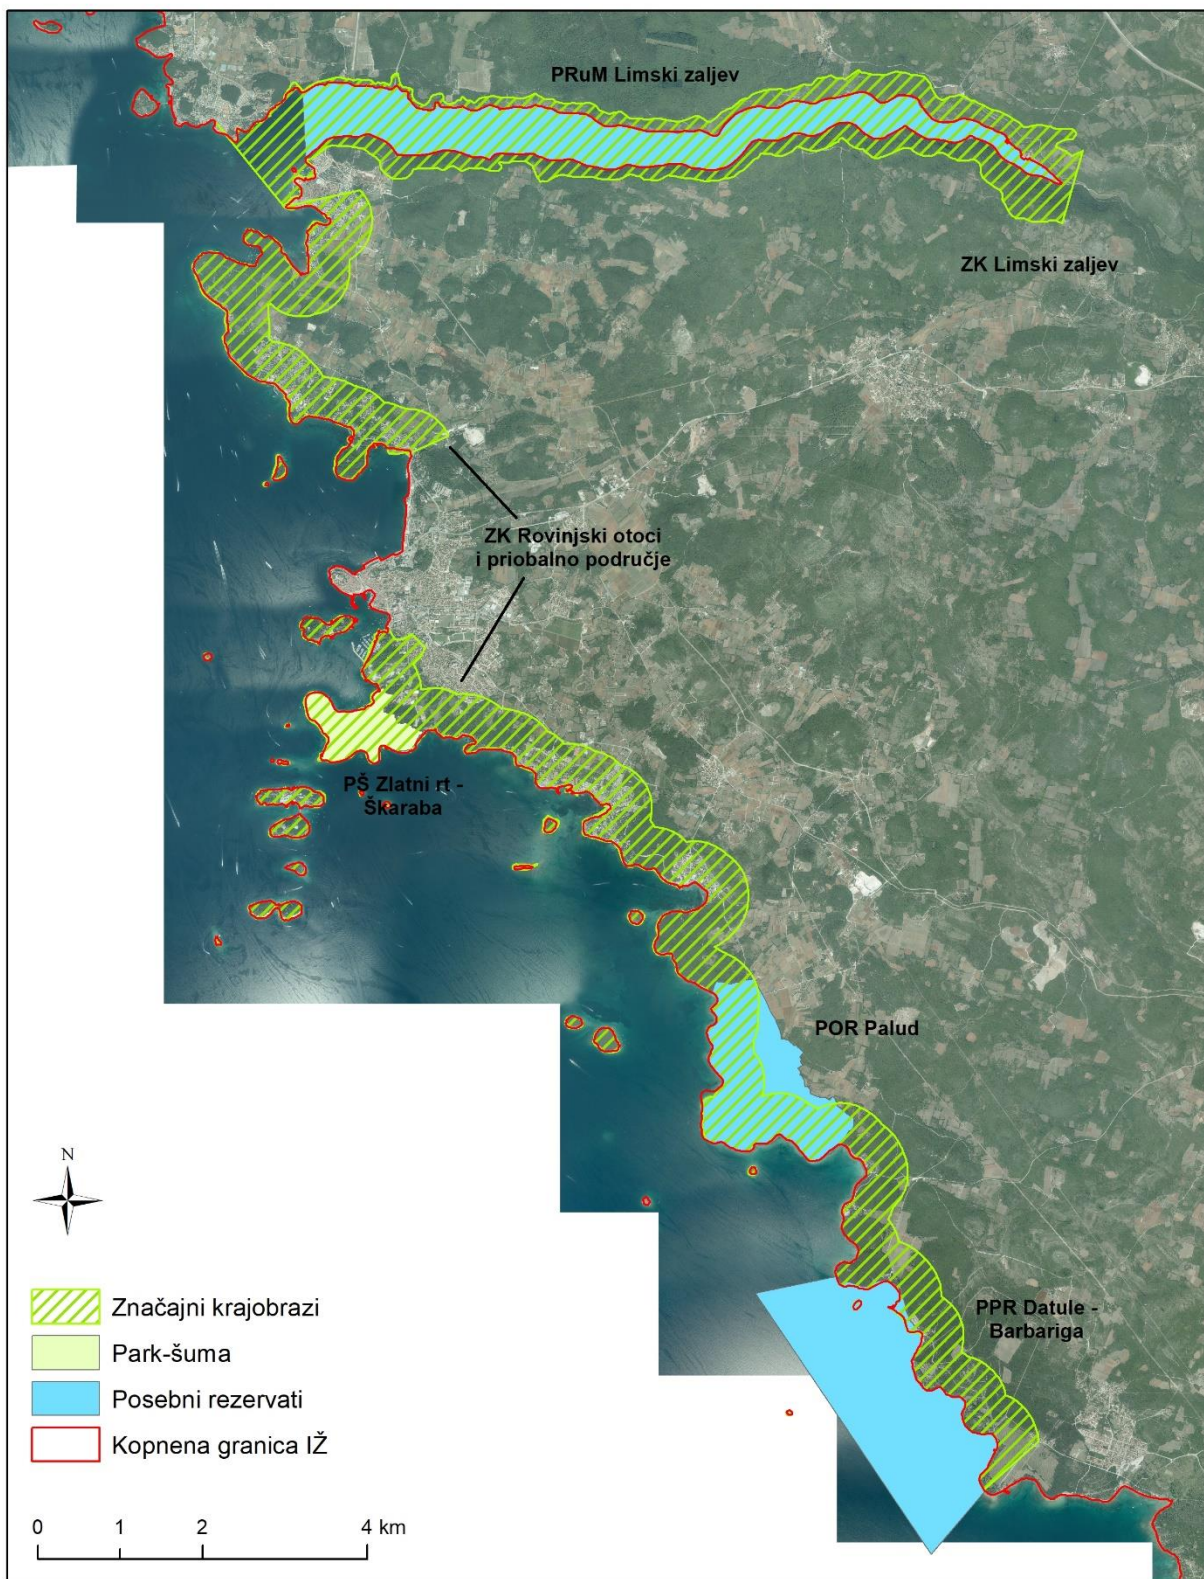 PRuM Limski zaljev
ZK Limski zaljev
ZK Rovinjski otoci
i priobalno područje
PŠ Zlatni rt -
Škaraba
POR Palud
PPR Datule -
Barbariga
N
Značajni krajobrazi
Park-šuma
Posebni rezervati
Kopnena granica IŽ
0 1 2 4 km